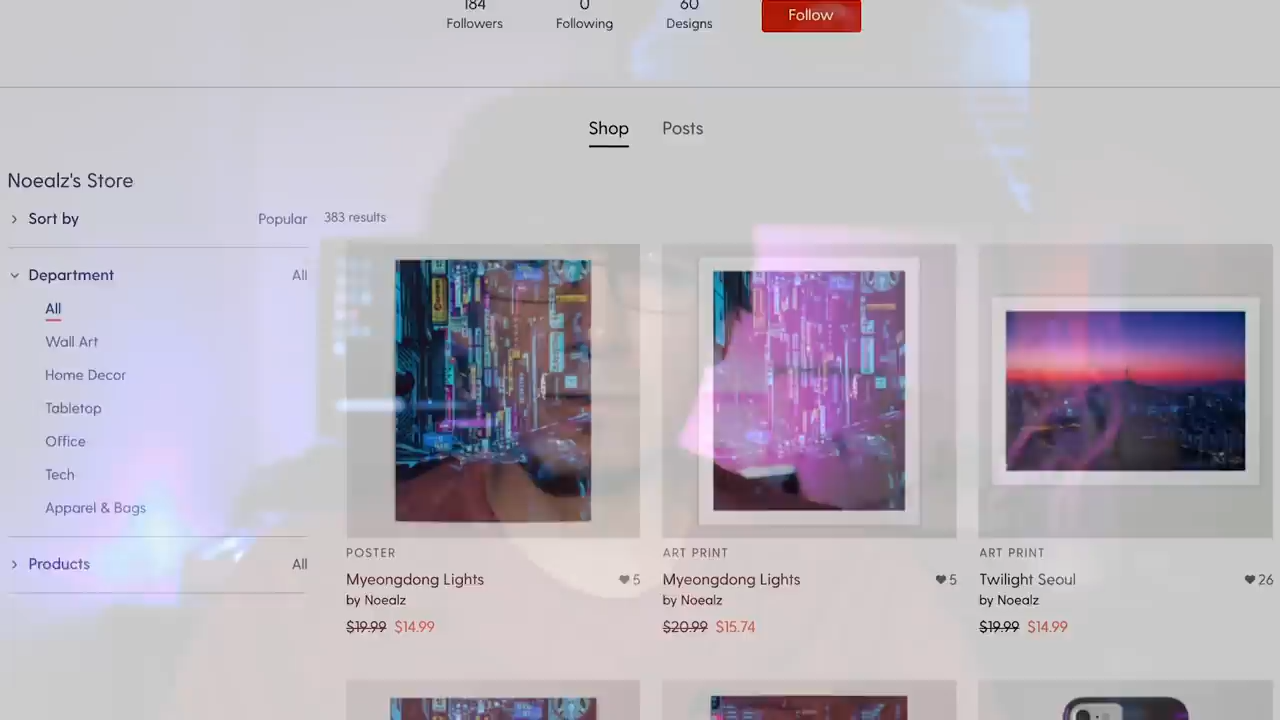 184
0
60
Followers
Following
Designs
Follow
Shop
Posts
Noealz's Store
Sort by
Popular
383 results
Department
All
All
Wall Art
Home Decor
Tabletop
Office
Tech
Apparel & Bags
Products
All
POSTER
Myeongdong Lights
5
by Noealz
$19.99 $14.99
ART PRINT
Myeongdong Lights
5
by Noealz
$20.99 $15.74
ART PRINT
Twilight Seoul
26
by Noealz
$19.99 $14.99